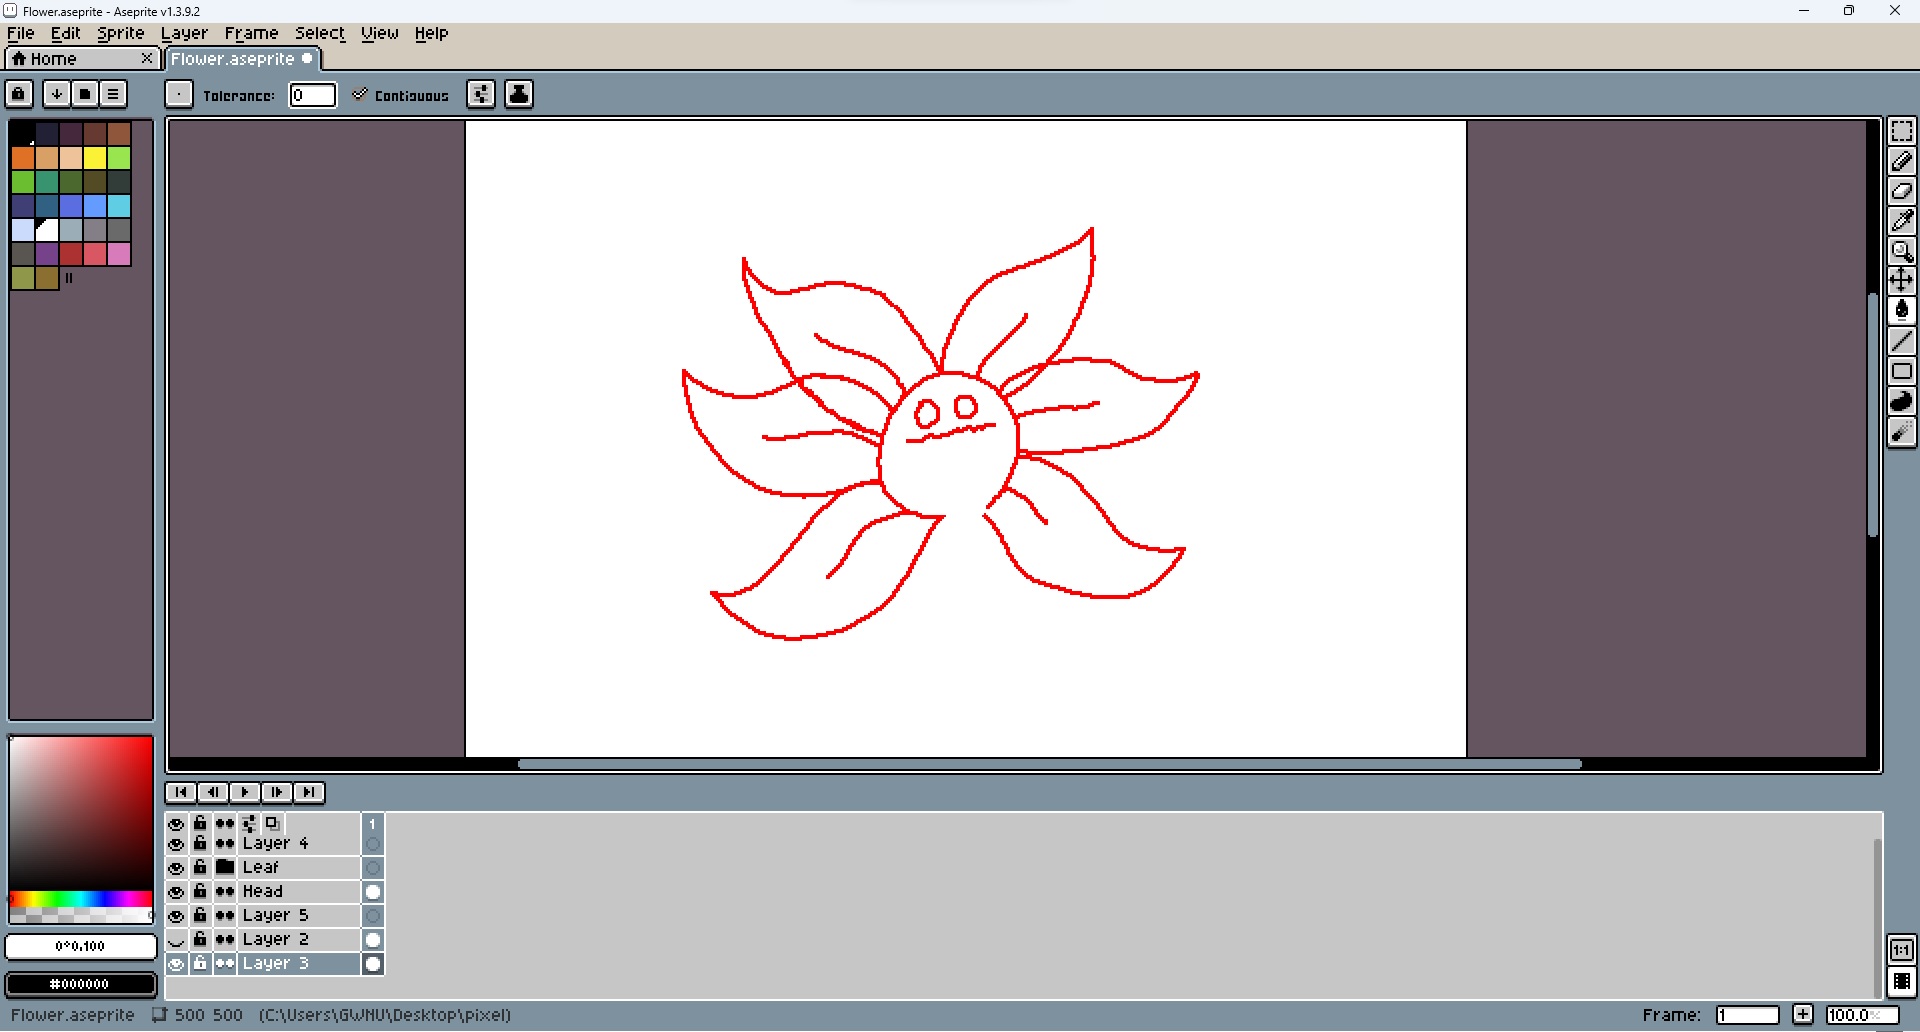 Flower.aseprite - Aseprite v1.3.9.2
File Edit Sprite Layer Frame Select View Help
Home
Flower.aseprite
Tolerance: 0 Contiguous
1
Layer 4
Leaf
Head
Layer 5
Layer 2
Layer 3
0°0,100
#000000
1:1
Flower.aseprite 500 500 (C:\Users\GWNU\Desktop\pixel) Frame: 1 + 100.0%